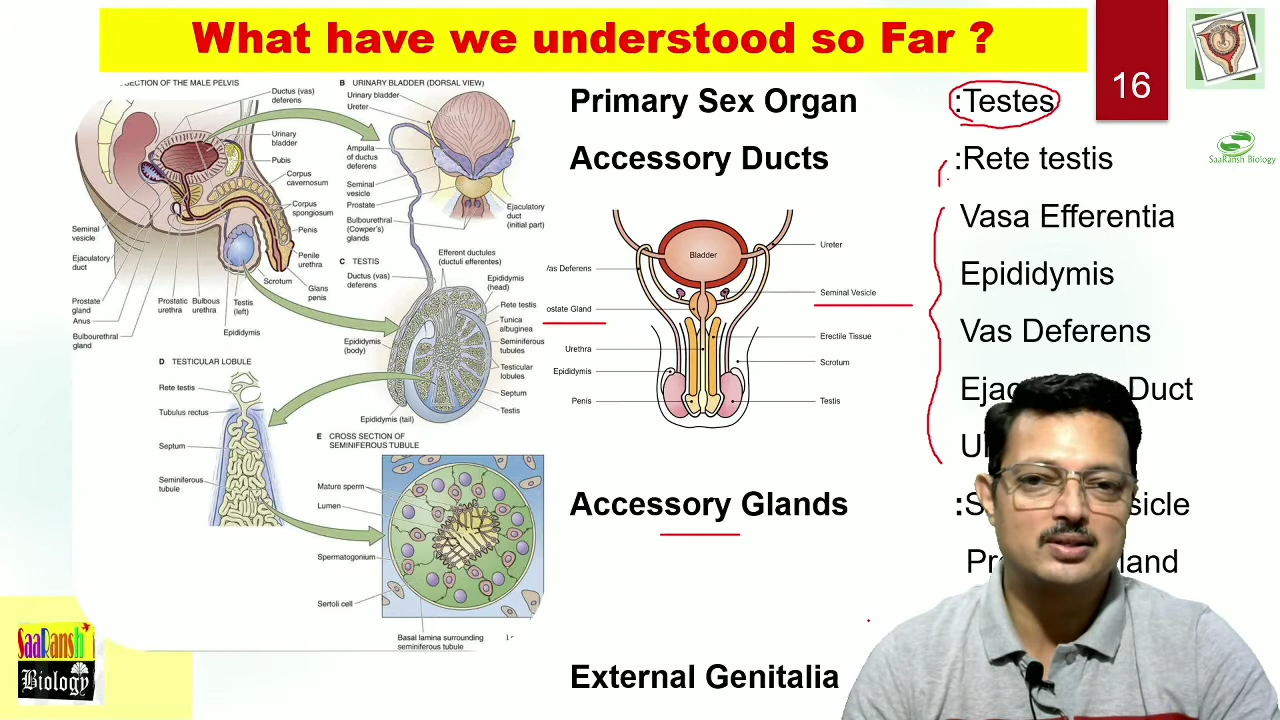 What have we understood so Far ?
16
SaaRansh Biology
Primary Sex Organ :Testes
Accessory Ducts :Rete testis
Vasa Efferentia
Epididymis
Vas Deferens
Duct
Accessory Glands
External Genitalia
SECTION OF THE MALE PELVIS
Ductus (vas)
deferens
Urinary
bladder
Pubis
Corpus
cavernosum
Corpus
spongiosum
Penis
Penile
urethra
Glans
penis
Scrotum
Seminal
vesicle
Ejaculatory
duct
Prostate
gland
Anus
Bulbourethral
gland
Prostatic
urethra
Bulbous
urethra
Testis
(left)
Epididymis
B URINARY BLADDER (DORSAL VIEW)
Urinary bladder
Ureter
Ampulla
of ductus
deferens
Seminal
vesicle
Prostate
Bulbourethral
(Cowper's)
glands
Ejaculatory
duct
(initial part)
C TESTIS
Ductus (vas)
deferens
Efferent ductules
(ductuli efferentes)
Epididymis
(head)
Rete testis
Tunica
albuginea
Seminiferous
tubules
Testicular
lobules
Septum
Testis
Epididymis
(body)
Epididymis (tail)
D TESTICULAR LOBULE
Rete testis
Tubulus rectus
Septum
Seminiferous
tubule
E CROSS SECTION OF
SEMINIFEROUS TUBULE
Mature sperm
Lumen
Spermatogonium
Sertoli cell
Basal lamina surrounding
seminiferous tubule
Bladder
Ureter
Vas Deferens
Seminal Vesicle
ostate Gland
Erectile Tissue
Urethra
Scrotum
Epididymis
Penis
Testis
SaaRansh
Biology